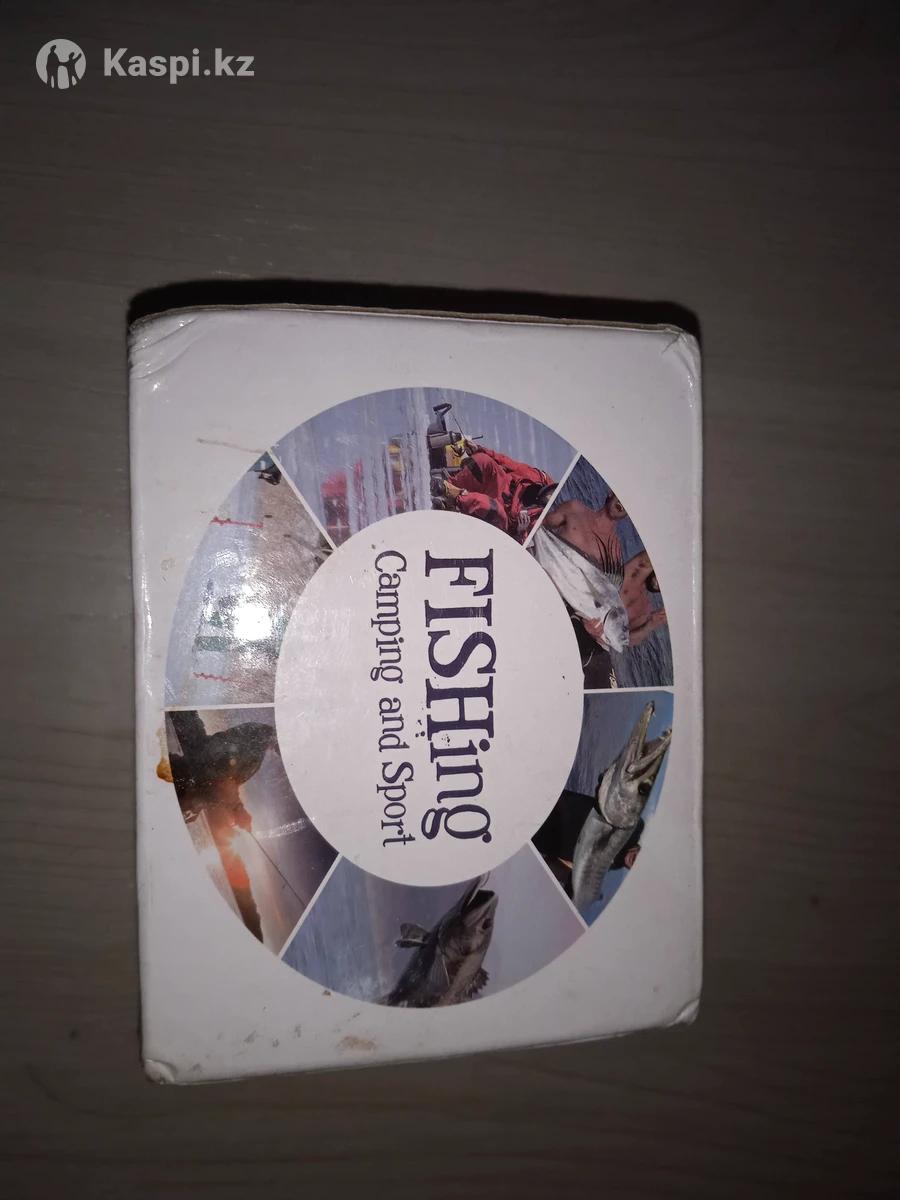 Kaspi.kz
FISHing
Camping and Sport